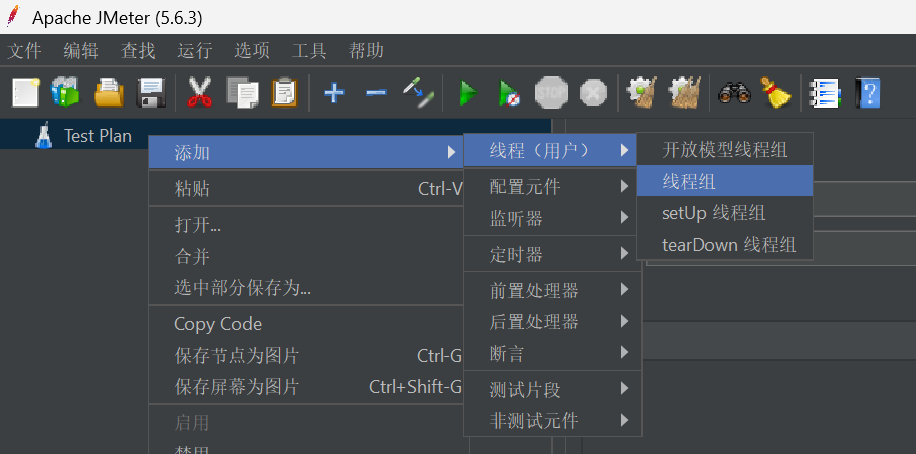 Apache JMeter (5.6.3)
文件 编辑 查找 运行 选项 工具 帮助
STOP
Test Plan
添加
粘贴 Ctrl-V
打开...
合并
选中部分保存为...
Copy Code
保存节点为图片 Ctrl-G
保存屏幕为图片 Ctrl+Shift-G
启用
禁用
线程（用户）
配置元件
监听器
定时器
前置处理器
后置处理器
断言
测试片段
非测试元件
开放模型线程组
线程组
setUp 线程组
tearDown 线程组